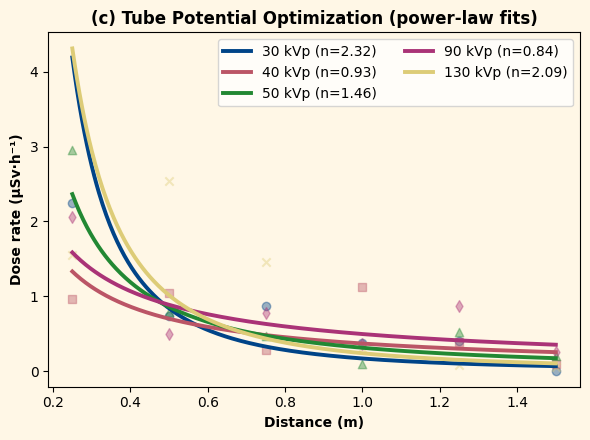 (c) Tube Potential Optimization (power-law fits)
30 kVp (n=2.32)
40 kVp (n=0.93)
50 kVp (n=1.46)
90 kVp (n=0.84)
130 kVp (n=2.09)
Dose rate (μSv·h⁻¹)
4
3
2
1
0
0.2 0.4 0.6 0.8 1.0 1.2 1.4
Distance (m)